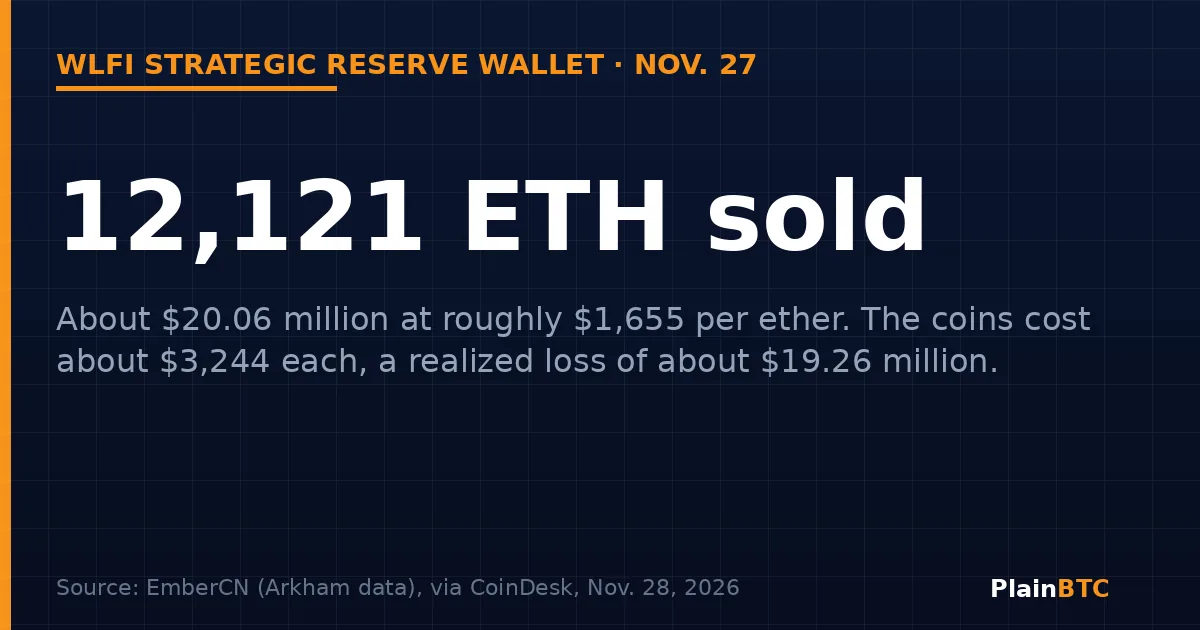 WLFI STRATEGIC RESERVE WALLET · NOV. 27
12,121 ETH sold
About $20.06 million at roughly $1,655 per ether. The coins cost
about $3,244 each, a realized loss of about $19.26 million.
Source: EmberCN (Arkham data), via CoinDesk, Nov. 28, 2026
PlainBTC